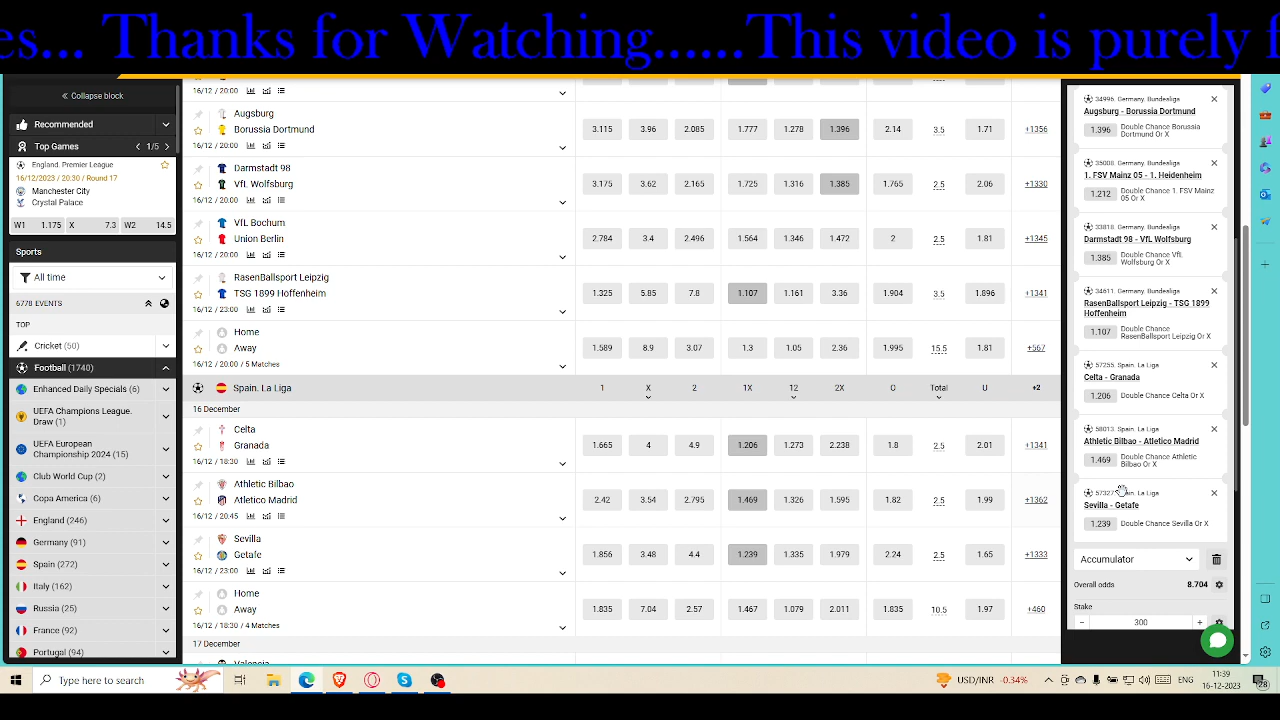 es... Thanks for Watching......This video is purely f
Collapse block
Recommended
Top Games
1/5
England. Premier League
16/12/2023 / 20:30 / Round 17
Manchester City
Crystal Palace
W1 1.175 X 7.3 W2 14.5
Sports
All time
6778 EVENTS
TOP
Cricket (50)
Football (1740)
Enhanced Daily Specials (6)
UEFA Champions League.
Draw (1)
UEFA European
Championship 2024 (15)
Club World Cup (2)
Copa America (6)
England (246)
Germany (91)
Spain (272)
Italy (162)
Russia (25)
France (92)
Portugal (94)
16/12 / 20:00
Augsburg
Borussia Dortmund
3.115 3.96 2.085 1.777 1.278 1.396 2.14 3.5 1.71 +1356
16/12 / 20:00
Darmstadt 98
VfL Wolfsburg
3.175 3.62 2.165 1.725 1.316 1.385 1.765 2.5 2.06 +1330
16/12 / 20:00
VfL Bochum
Union Berlin
2.784 3.4 2.496 1.564 1.346 1.472 2 2.5 1.81 +1345
16/12 / 20:00
RasenBallsport Leipzig
TSG 1899 Hoffenheim
1.325 5.85 7.8 1.107 1.161 3.36 1.904 3.5 1.896 +1341
16/12 / 23:00
Home
Away
1.589 8.9 3.07 1.3 1.05 2.36 1.995 15.5 1.81 +567
16/12 / 20:00 / 5 Matches
Spain. La Liga 1 X 2 1X 12 2X O Total U +2
16 December
Celta
Granada
1.665 4 4.9 1.206 1.273 2.238 1.8 2.5 2.01 +1341
16/12 / 18:30
Athletic Bilbao
Atletico Madrid
2.42 3.54 2.795 1.469 1.326 1.595 1.82 2.5 1.99 +1362
16/12 / 20:45
Sevilla
Getafe
1.856 3.48 4.4 1.239 1.335 1.979 2.24 2.5 1.65 +1333
16/12 / 23:00
Home
Away
1.835 7.04 2.57 1.467 1.079 2.011 1.835 10.5 1.97 +460
16/12 / 18:30 / 4 Matches
17 December
34996. Germany. Bundesliga
Augsburg - Borussia Dortmund
1.396 Double Chance Borussia
Dortmund Or X
35008. Germany. Bundesliga
1. FSV Mainz 05 - 1. Heidenheim
1.212 Double Chance 1. FSV Mainz
05 Or X
33818. Germany. Bundesliga
Darmstadt 98 - VfL Wolfsburg
1.385 Double Chance VfL
Wolfsburg Or X
34611. Germany. Bundesliga
RasenBallsport Leipzig - TSG 1899
Hoffenheim
1.107 Double Chance
RasenBallsport Leipzig Or X
57255. Spain. La Liga
Celta - Granada
1.206 Double Chance Celta Or X
58013. Spain. La Liga
Athletic Bilbao - Atletico Madrid
1.469 Double Chance Athletic
Bilbao Or X
La Liga
Sevilla - Getafe
1.239 Double Chance Sevilla Or X
Accumulator
Overall odds 8.704
Stake
- 300 +
Type here to search
USD/INR -0.34%
ENG
11:39
16-12-2023
28